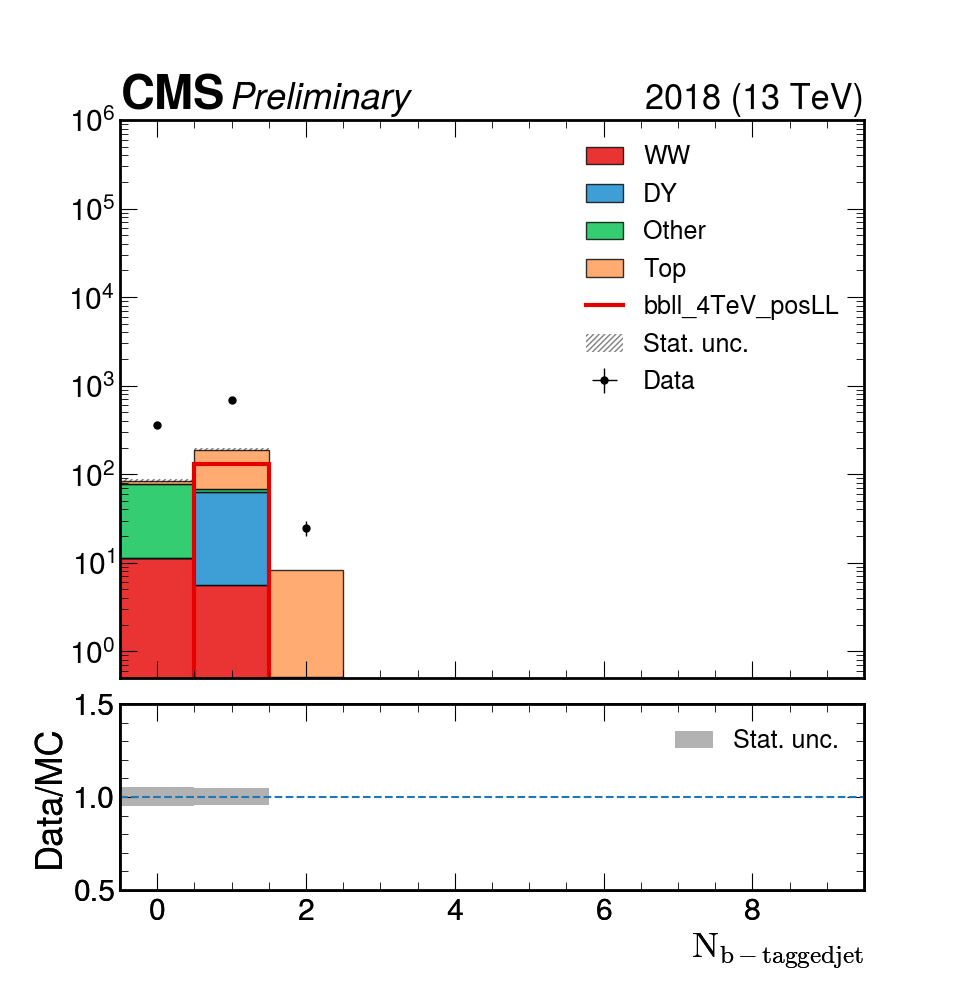 CMS Preliminary 2018 (13 TeV)
10^6
10^5
10^4
10^3
10^2
10^1
10^0
WW
DY
Other
Top
bbll_4TeV_posLL
Stat. unc.
Data
1.5
1.0
0.5
Data/MC
Stat. unc.
0 2 4 6 8
N_{b-taggedjet}